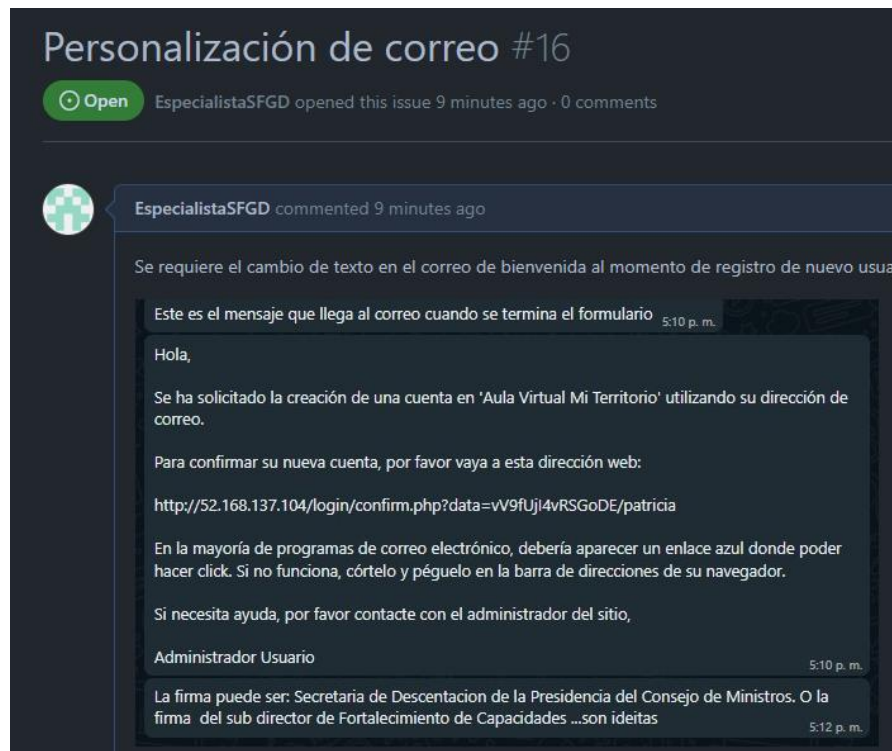 Personalización de correo #16
Open EspecialistaSFGD opened this issue 9 minutes ago · 0 comments
EspecialistaSFGD commented 9 minutes ago
Se requiere el cambio de texto en el correo de bienvenida al momento de registro de nuevo
Este es el mensaje que llega al correo cuando se termina el formulario 5:10 p. m.
Hola,
Se ha solicitado la creación de una cuenta en 'Aula Virtual Mi Territorio' utilizando su dirección de
correo.
Para confirmar su nueva cuenta, por favor vaya a esta dirección web:
http://52.168.137.104/login/confirm.php?data=vV9fUjI4vRSGoDE/patricia
En la mayoría de programas de correo electrónico, debería aparecer un enlace azul donde poder
hacer click. Si no funciona, córtelo y péguelo en la barra de direcciones de su navegador.
Si necesita ayuda, por favor contacte con el administrador del sitio,
Administrador Usuario
5:10 p. m.
La firma puede ser: Secretaria de Descentacion de la Presidencia del Consejo de Ministros. O la
firma del sub director de Fortalecimiento de Capacidades ...son ideitas
5:12 p. m.